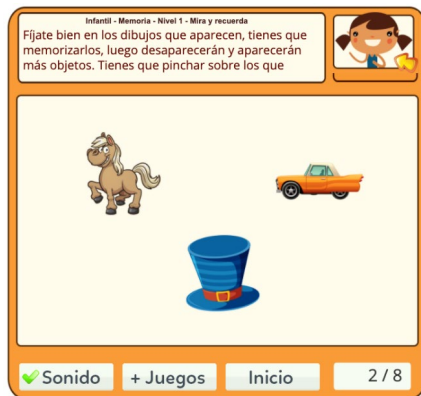 Infantil - Memoria - Nivel 1 - Mira y recuerda
Fíjate bien en los dibujos que aparecen, tienes que
memorizarlos, luego desaparecerán y aparecerán
más objetos. Tienes que pinchar sobre los que
Sonido
+ Juegos
Inicio
2 / 8